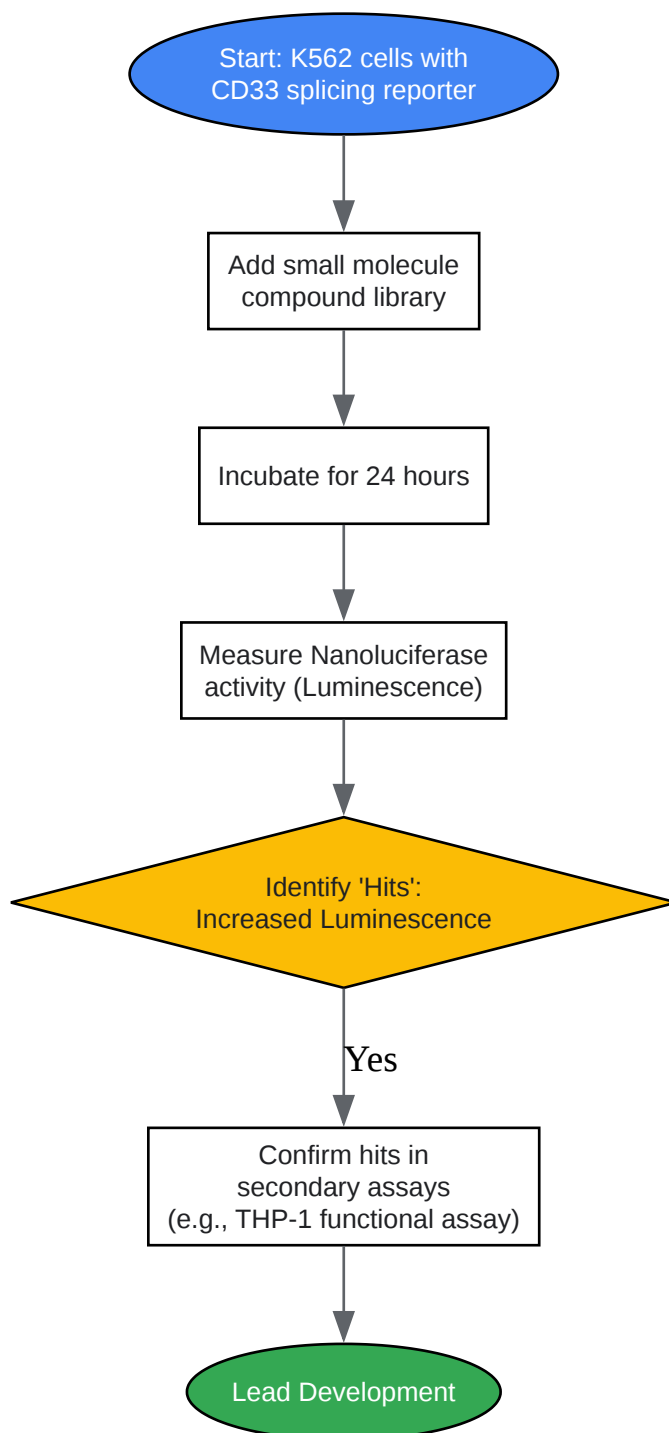 Start: K562 cells with
CD33 splicing reporter
Add small molecule
compound library
Incubate for 24 hours
Measure Nanoluciferase
activity (Luminescence)
Identify 'Hits':
Increased Luminescence
Yes
Confirm hits in
secondary assays
(e.g., THP-1 functional assay)
Lead Development